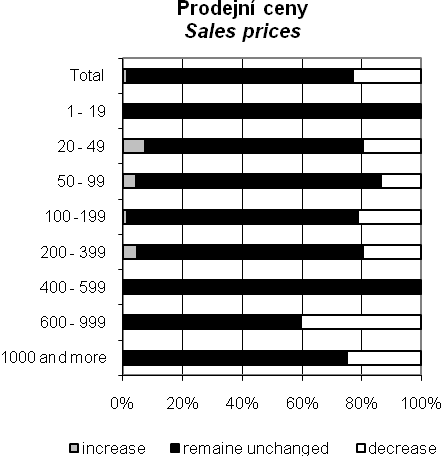 Prodejní ceny
Sales prices
Total
1 - 19
20 - 49
50 - 99
100 -199
200 - 399
400 - 599
600 - 999
1000 and more
0% 20% 40% 60% 80% 100%
increase remaine unchanged decrease